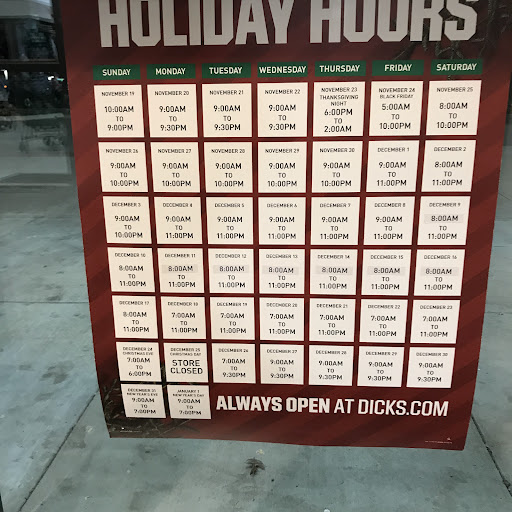 HOLIDAY HOURS
SUNDAY MONDAY TUESDAY WEDNESDAY THURSDAY FRIDAY SATURDAY
NOVEMBER 19 NOVEMBER 20 NOVEMBER 21 NOVEMBER 22 NOVEMBER 23 NOVEMBER 24 NOVEMBER 25
THANKSGIVING NIGHT BLACK FRIDAY
10:00AM 9:00AM 9:00AM 9:00AM 6:00PM 5:00AM 8:00AM
TO TO TO TO TO TO TO
9:00PM 9:30PM 9:30PM 9:30PM 2:00AM 10:00PM 10:00PM
NOVEMBER 26 NOVEMBER 27 NOVEMBER 28 NOVEMBER 29 NOVEMBER 30 DECEMBER 1 DECEMBER 2
9:00AM 9:00AM 9:00AM 9:00AM 9:00AM 9:00AM 8:00AM
TO TO TO TO TO TO TO
10:00PM 10:00PM 10:00PM 10:00PM 10:00PM 11:00PM 11:00PM
DECEMBER 3 DECEMBER 4 DECEMBER 5 DECEMBER 6 DECEMBER 7 DECEMBER 8 DECEMBER 9
9:00AM 9:00AM 9:00AM 9:00AM 9:00AM 9:00AM 8:00AM
TO TO TO TO TO TO TO
10:00PM 11:00PM 11:00PM 11:00PM 11:00PM 11:00PM 11:00PM
DECEMBER 10 DECEMBER 11 DECEMBER 12 DECEMBER 13 DECEMBER 14 DECEMBER 15 DECEMBER 16
8:00AM 8:00AM 8:00AM 8:00AM 8:00AM 8:00AM 8:00AM
TO TO TO TO TO TO TO
11:00PM 11:00PM 11:00PM 11:00PM 11:00PM 11:00PM 11:00PM
DECEMBER 17 DECEMBER 18 DECEMBER 19 DECEMBER 20 DECEMBER 21 DECEMBER 22 DECEMBER 23
8:00AM 7:00AM 7:00AM 7:00AM 7:00AM 7:00AM 7:00AM
TO TO TO TO TO TO TO
11:00PM 11:00PM 11:00PM 11:00PM 11:00PM 11:00PM 11:00PM
DECEMBER 24 DECEMBER 25 DECEMBER 26 DECEMBER 27 DECEMBER 28 DECEMBER 29 DECEMBER 30
CHRISTMAS EVE CHRISTMAS DAY
7:00AM STORE 7:00AM 9:00AM 9:00AM 9:00AM 9:00AM
TO CLOSED TO TO TO TO TO
6:00PM 9:30PM 9:30PM 9:30PM 9:30PM 9:30PM
DECEMBER 31 JANUARY 1
NEW YEAR'S EVE NEW YEAR'S DAY
9:00AM 9:00AM
TO TO
7:00PM 7:00PM
ALWAYS OPEN AT DICKS.COM